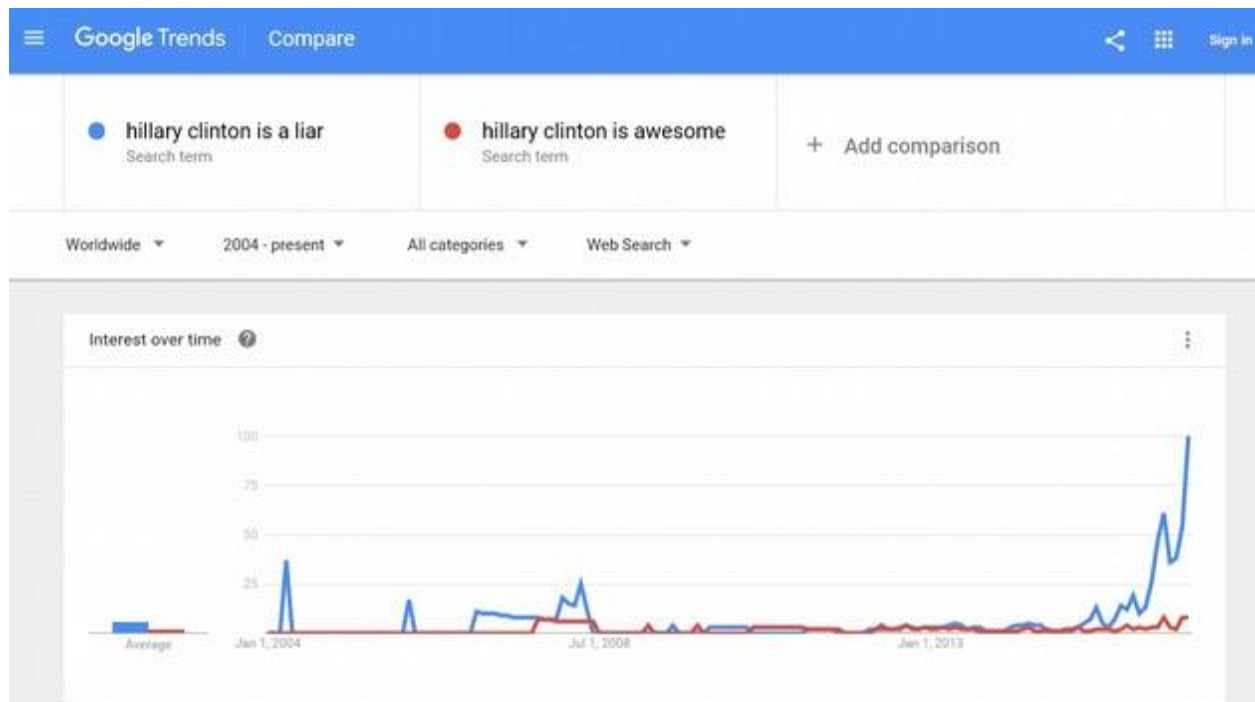 Google Trends Compare Sign in
hillary clinton is a liar
Search term
hillary clinton is awesome
Search term
+ Add comparison
Worldwide 2004 - present All categories Web Search
Interest over time ?
100
75
50
25
Average
Jan 1, 2004 Jul 1, 2008 Jan 1, 2013